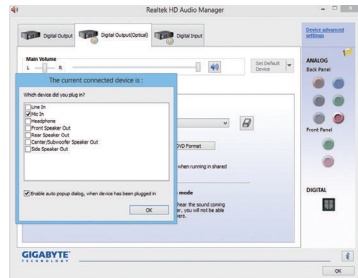 Realtek HD Audio Manager
Digital Output
Digital Output(Optical)
Digital Input
Device advanced settings
Main Volume
L
R
Set Default Device
ANALOG
Back Panel
The current connected device is :
Which device did you plug in?
Line In
Mic In
Headphone
Front Speaker Out
Rear Speaker Out
Center/Subwoofer Speaker Out
Side Speaker Out
Enable auto popup dialog, when device has been plugged in
OK
DVD Format
when running in shared
mode
hear the sound coming
, you will not be able
Front Panel
DIGITAL
GIGABYTE
TECHNOLOGY
OK